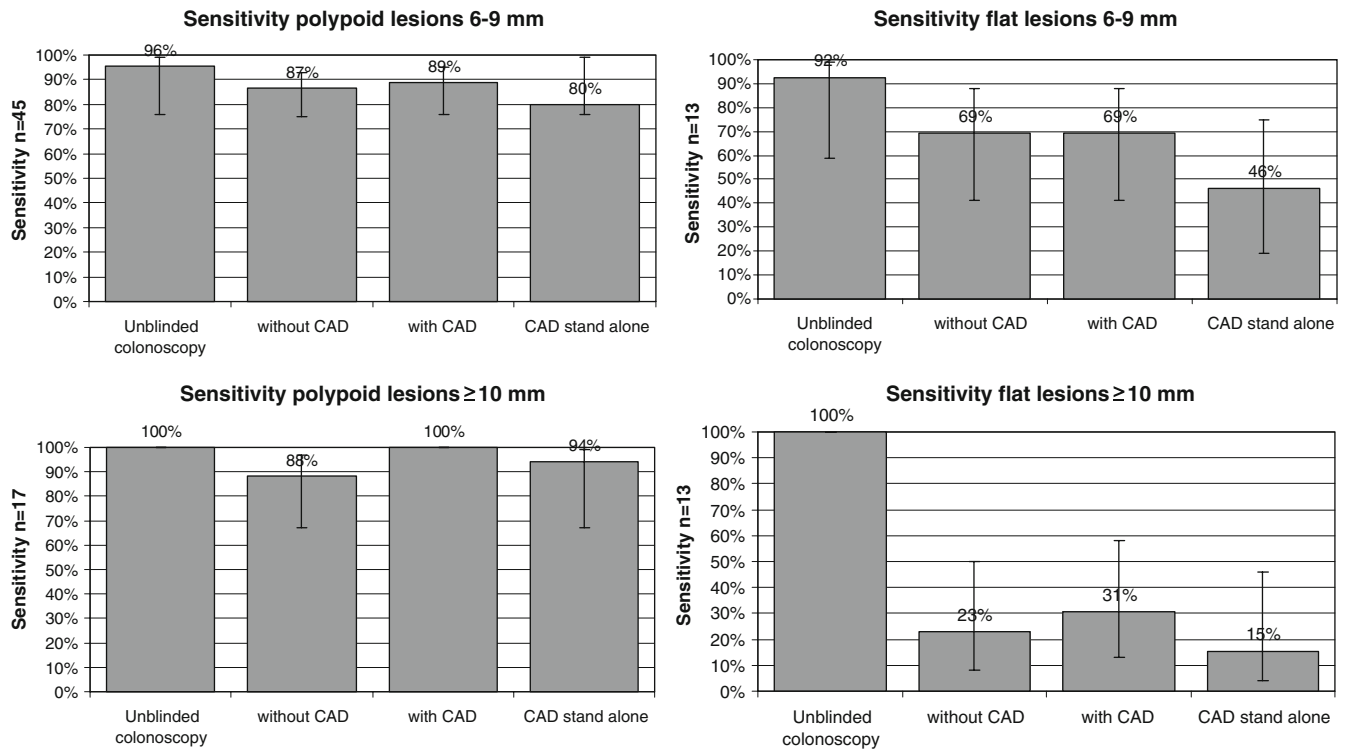 Sensitivity polypoid lesions 6-9 mm
Sensitivity n=45
100%
90%
80%
70%
60%
50%
40%
30%
20%
10%
0%
96%
87%
89%
80%
Unblinded
colonoscopy
without CAD
with CAD
CAD stand alone
Sensitivity flat lesions 6-9 mm
Sensitivity n=13
100%
90%
80%
70%
60%
50%
40%
30%
20%
10%
0%
92%
69%
69%
46%
Unblinded
colonoscopy
without CAD
with CAD
CAD stand alone
Sensitivity polypoid lesions ≥10 mm
Sensitivity n=17
100%
90%
80%
70%
60%
50%
40%
30%
20%
10%
0%
100%
88%
100%
94%
Unblinded
colonoscopy
without CAD
with CAD
CAD stand alone
Sensitivity flat lesions ≥10 mm
Sensitivity n=13
100%
90%
80%
70%
60%
50%
40%
30%
20%
10%
0%
100%
23%
31%
15%
Unblinded
colonoscopy
without CAD
with CAD
CAD stand alone